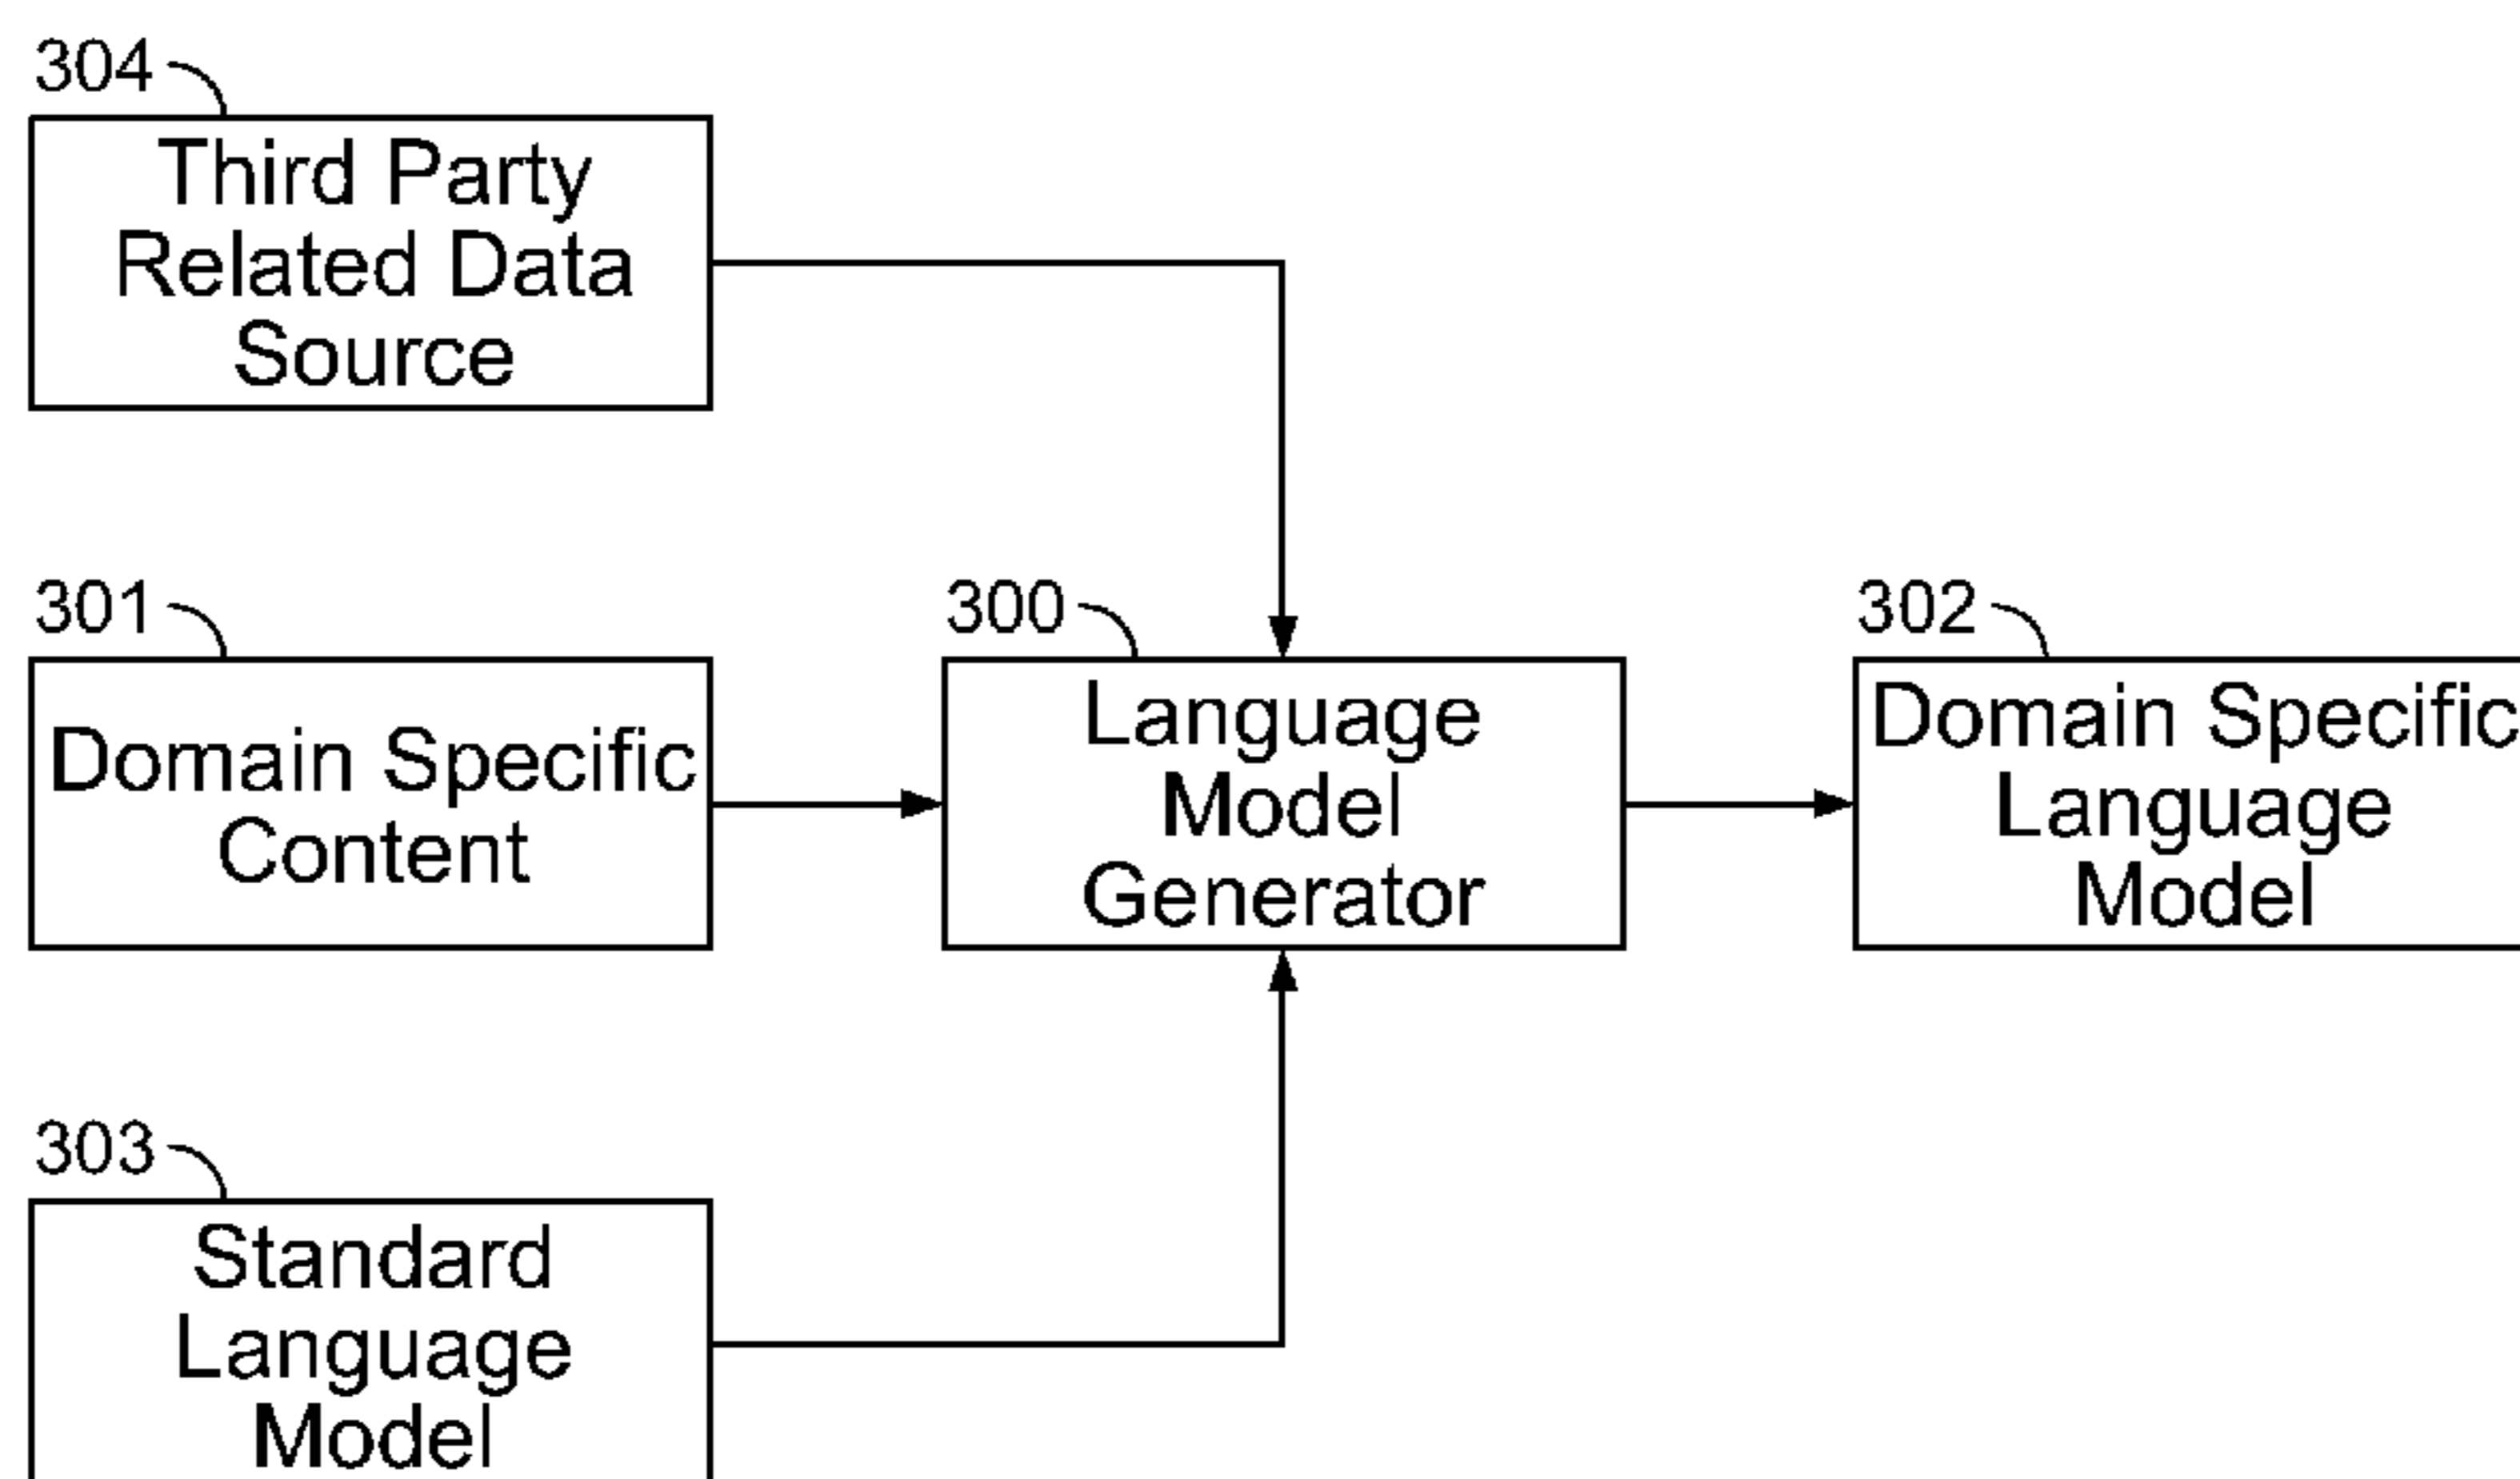 304
Third Party
Related Data
Source
301
Domain Specific
Content
300
Language
Model
Generator
302
Domain Specific
Language
Model
303
Standard
Language
Model